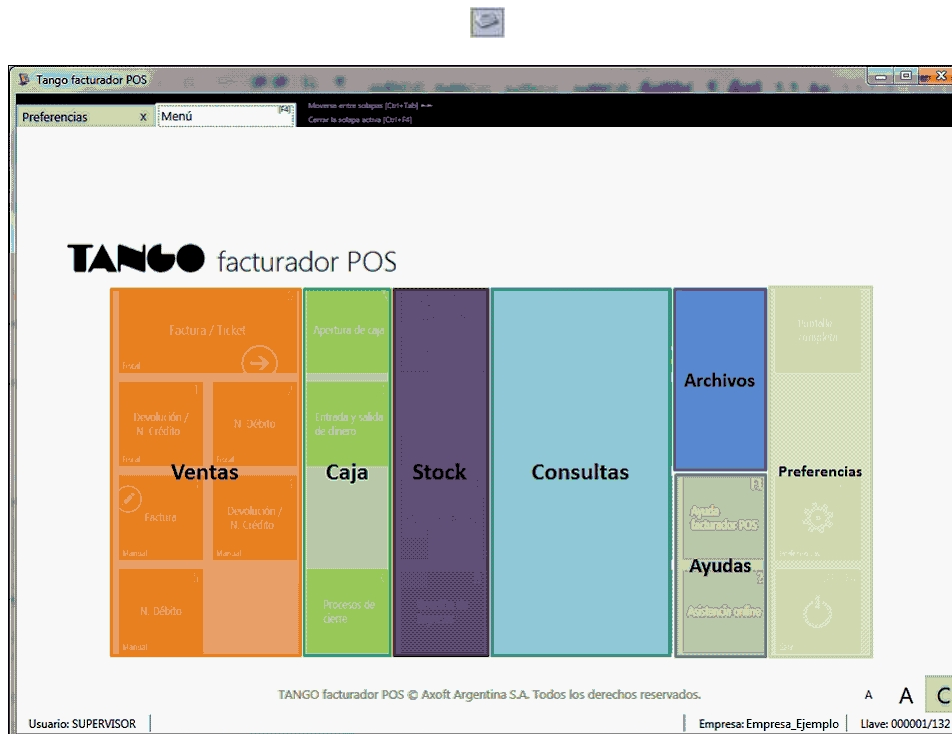 Tango facturador POS
Preferencias x Menú [F4]
Moverse entre solapas [Ctrl+Tab]
Cerrar la solapa activa [Ctrl+F4]
TANGO facturador POS
Factura / Ticket
Fiscal
Apertura de caja
Pantalla
completa
Archivos
Devolución /
N. Crédito
Fiscal
N. Débito
Fiscal
Entrada y salida
de dinero
Ventas
Caja
Stock
Consultas
Preferencias
Factura
Manual
Devolución /
N. Crédito
Manual
Ayuda
facturador POS
Ayudas
N. Débito
Manual
Procesos de
cierre
Asistencia online
TANGO facturador POS © Axoft Argentina S.A. Todos los derechos reservados.
A A C
Usuario: SUPERVISOR
Empresa: Empresa_Ejemplo
Llave: 000001/132